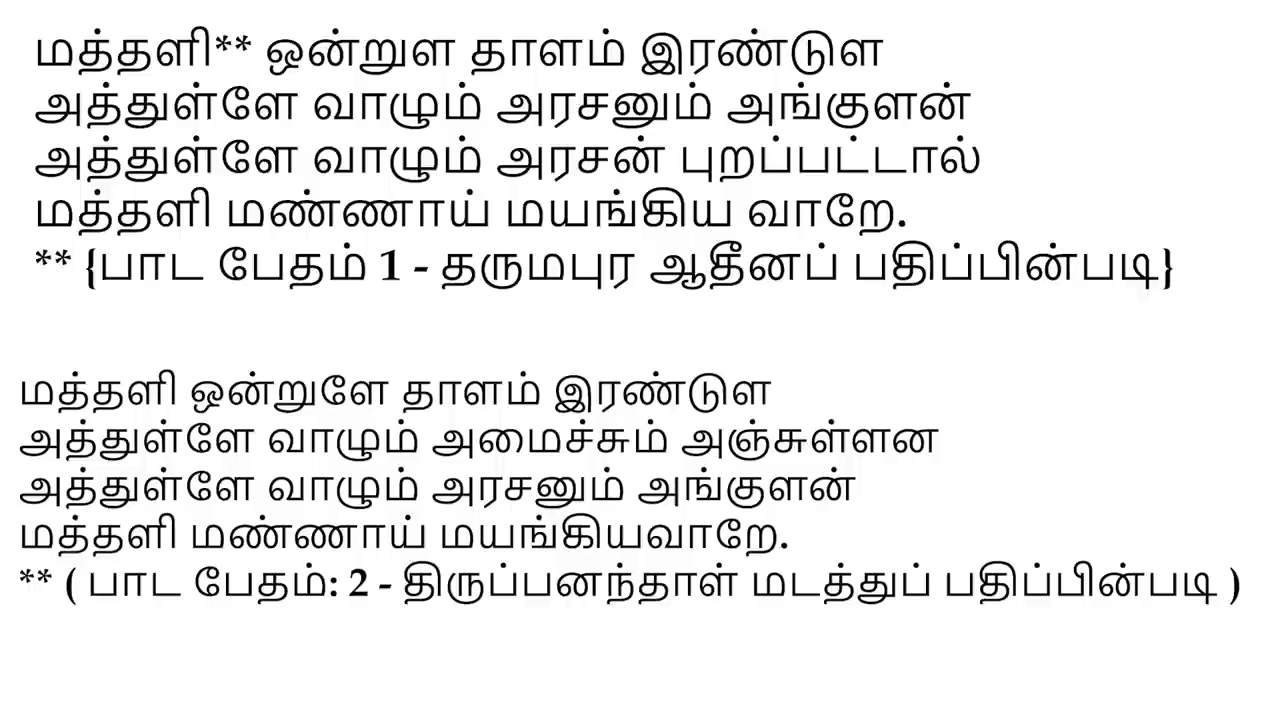 மத்தளி** ஒன்றுள தாளம் இரண்டுள
அத்துள்ளே வாழும் அரசனும் அங்குளன்
அத்துள்ளே வாழும் அரசன் புறப்பட்டால்
மத்தளி மண்ணாய் மயங்கிய வாறே.
** {பாட பேதம் 1 - தருமபுர ஆதீனப் பதிப்பின்படி}
மத்தளி ஒன்றுளே தாளம் இரண்டுள
அத்துள்ளே வாழும் அமைச்சும் அஞ்சுள்ளன
அத்துள்ளே வாழும் அரசனும் அங்குளன்
மத்தளி மண்ணாய் மயங்கியவாறே.
** ( பாட பேதம்: 2 - திருப்பனந்தாள் மடத்துப் பதிப்பின்படி )